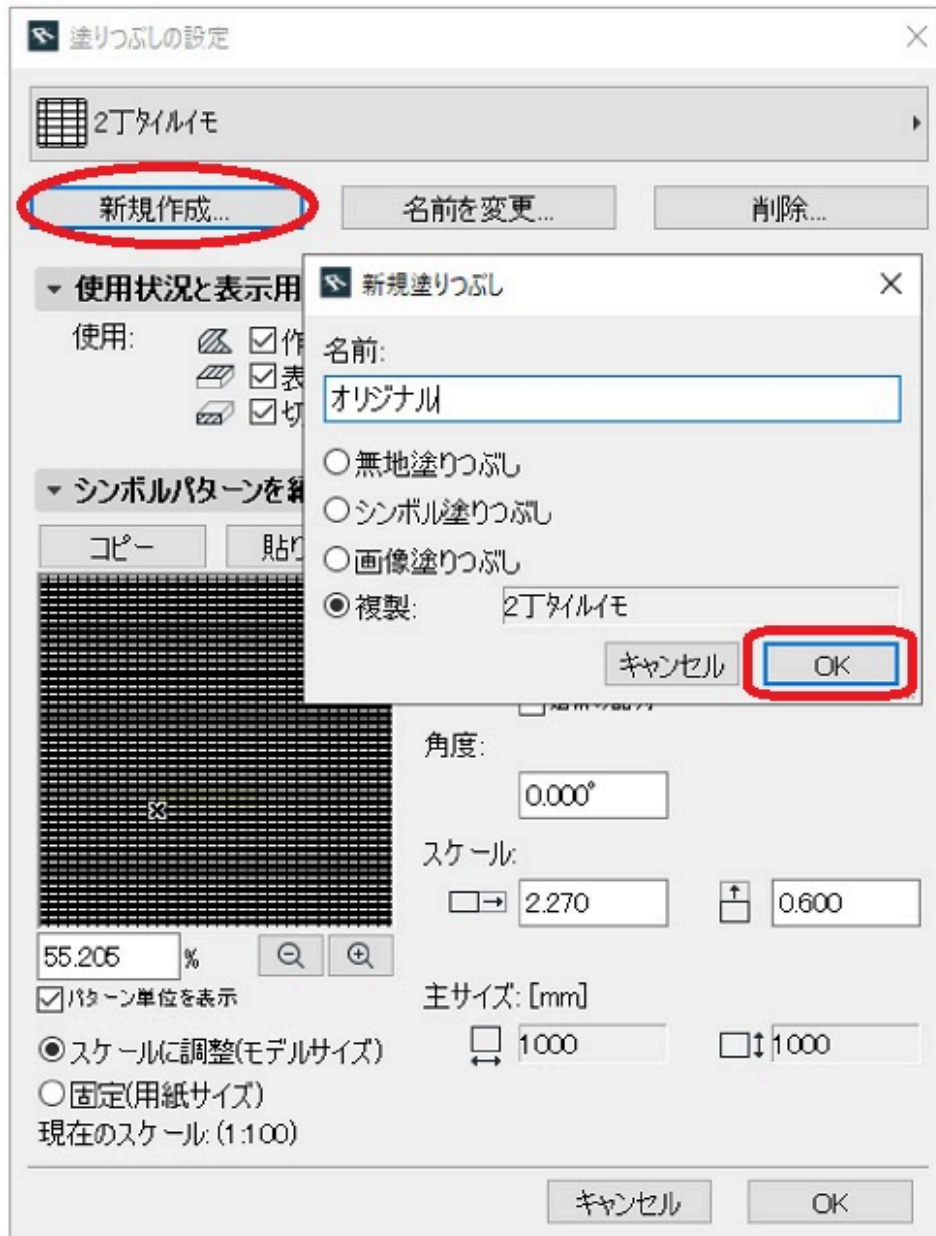 塗りつぶしの設定
2丁タイルイモ
新規作成... 名前を変更... 削除...
使用状況と表示用
新規塗りつぶし
使用: 作
表
切
名前:
オリジナル
無地塗りつぶし
シンボル塗りつぶし
画像塗りつぶし
複製: 2丁タイルイモ
キャンセル OK
シンボルパターンを編
コピー 貼り
角度:
0.000°
スケール:
2.270 0.600
55.205 %
パターン単位を表示
主サイズ: [mm]
1000 1000
スケールに調整(モデルサイズ)
固定(用紙サイズ)
現在のスケール: (1:100)
キャンセル OK